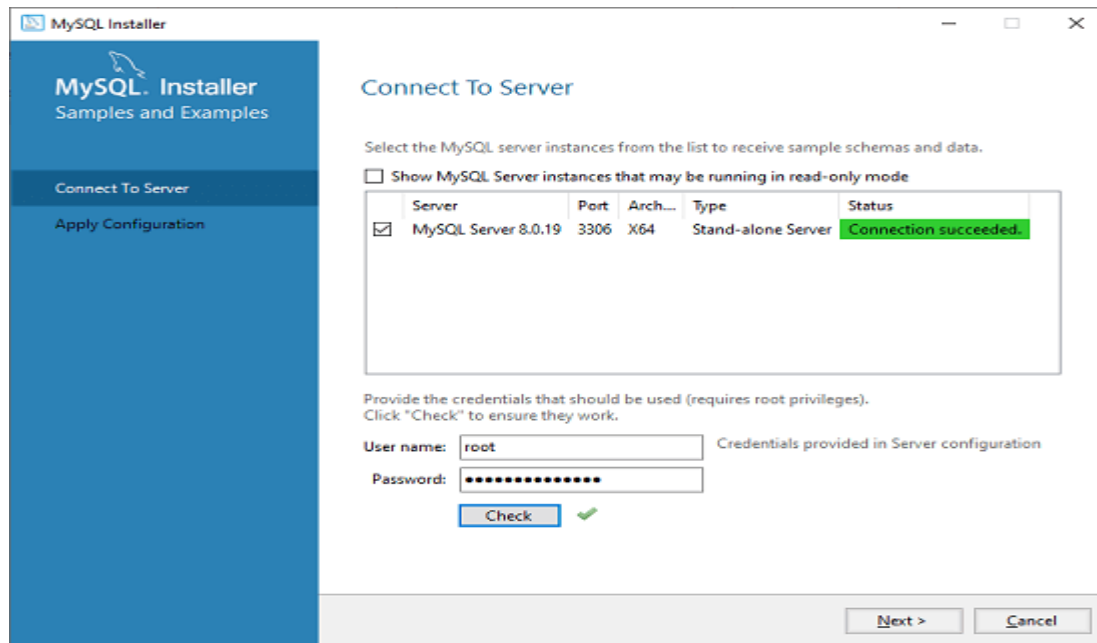 MySQL Installer
MySQL. Installer
Samples and Examples
Connect To Server
Apply Configuration
Connect To Server
Select the MySQL server instances from the list to receive sample schemas and data.
Show MySQL Server instances that may be running in read-only mode
Server Port Arch... Type Status
MySQL Server 8.0.19 3306 X64 Stand-alone Server Connection succeeded.
Provide the credentials that should be used (requires root privileges).
Click "Check" to ensure they work.
User name: root Credentials provided in Server configuration
Password: ••••••••••••••
Check
Next > Cancel